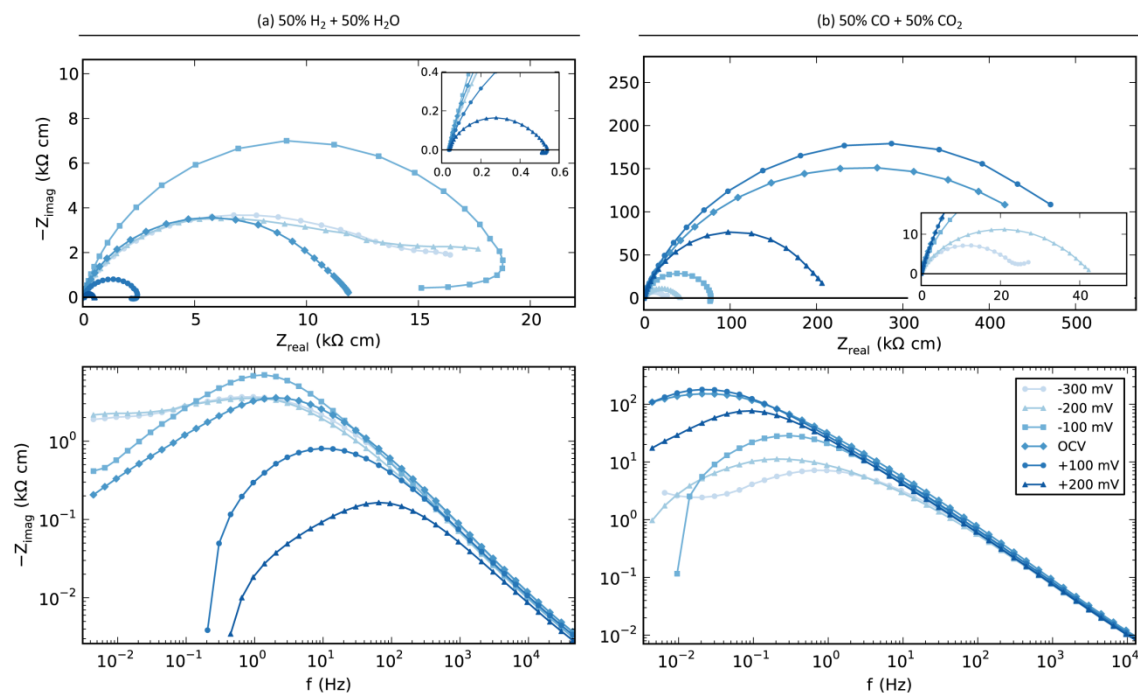 (a) 50% H₂ + 50% H₂O
(b) 50% CO + 50% CO₂
−Z_imag (kΩ cm)
10
8
6
4
2
0
0 5 10 15 20
Z_real (kΩ cm)
0.4
0.2
0.0
0.0 0.2 0.4 0.6
250
200
150
100
50
0
0 100 200 300 400 500
Z_real (kΩ cm)
10
0
0 20 40
−Z_imag (kΩ cm)
10⁰
10⁻¹
10⁻²
10⁻² 10⁻¹ 10⁰ 10¹ 10² 10³ 10⁴
f (Hz)
10²
10¹
10⁰
10⁻¹
10⁻²
10⁻² 10⁻¹ 10⁰ 10¹ 10² 10³ 10⁴
f (Hz)
-300 mV
-200 mV
-100 mV
OCV
+100 mV
+200 mV